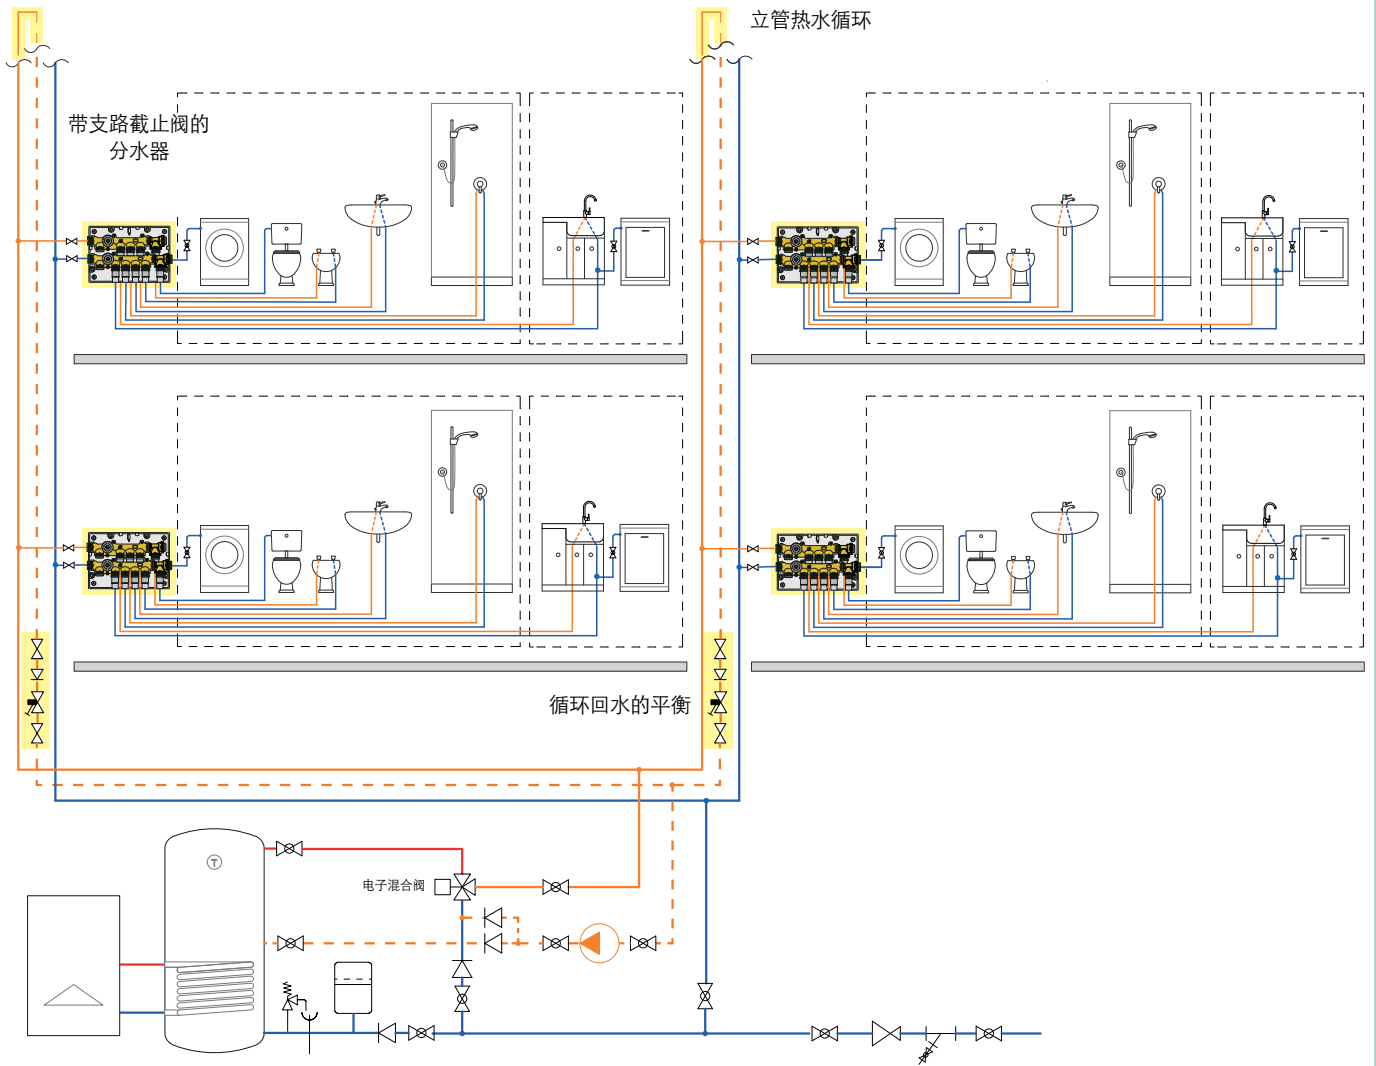 立管热水循环
带支路截止阀的
分水器
循环回水的平衡
T
电子混合阀